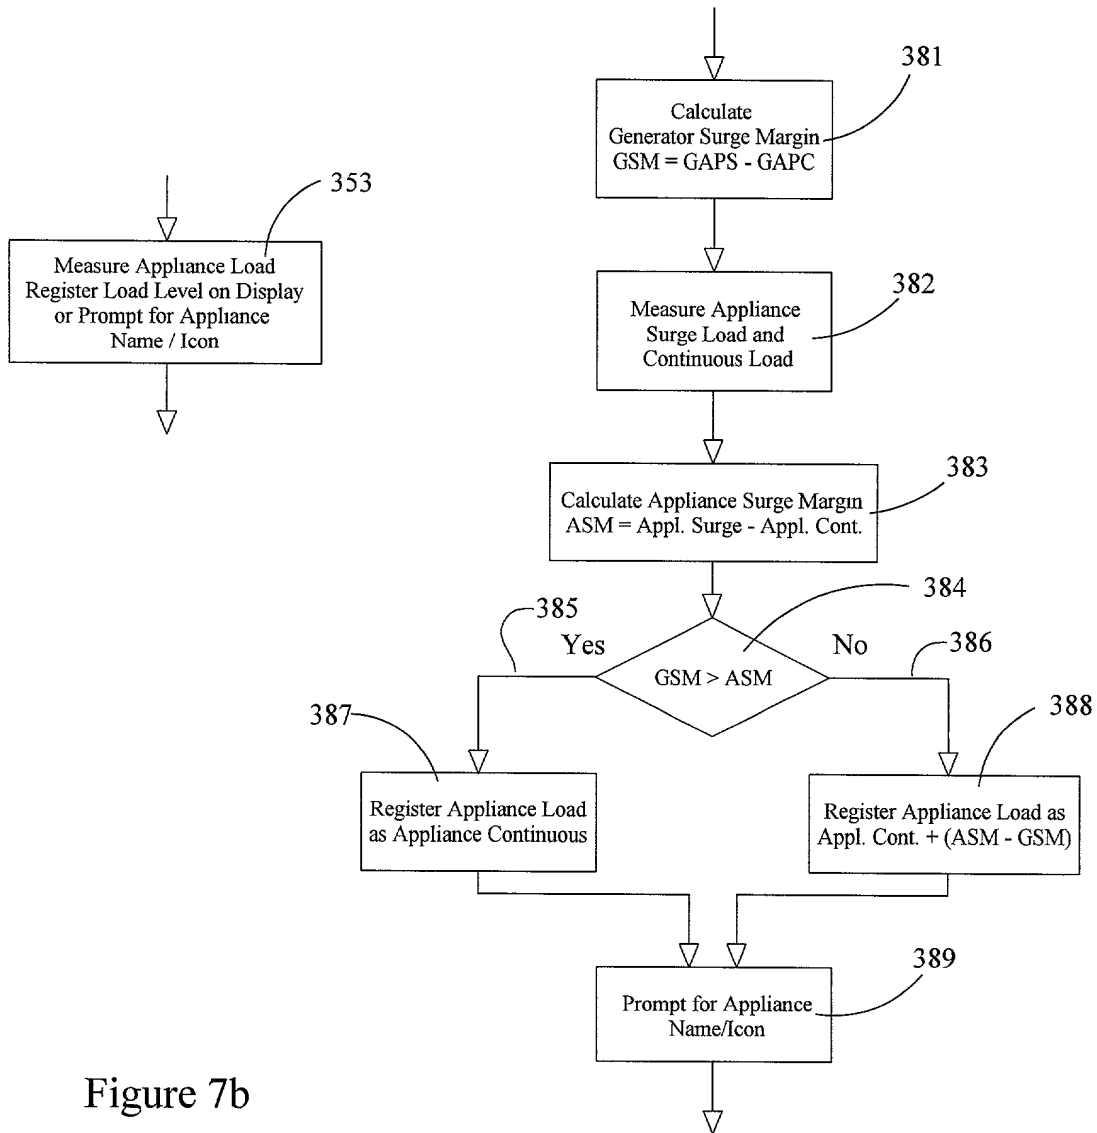 381
Calculate
Generator Surge Margin
GSM = GAPS - GAPC
353
Measure Appliance Load
Register Load Level on Display
or Prompt for Appliance
Name / Icon
382
Measure Appliance
Surge Load and
Continuous Load
383
Calculate Appliance Surge Margin
ASM = Appl. Surge - Appl. Cont.
384
385
Yes
No
386
GSM > ASM
387
388
Register Appliance Load
as Appliance Continuous
Register Appliance Load as
Appl. Cont. + (ASM - GSM)
389
Prompt for Appliance
Name/Icon
Figure 7b